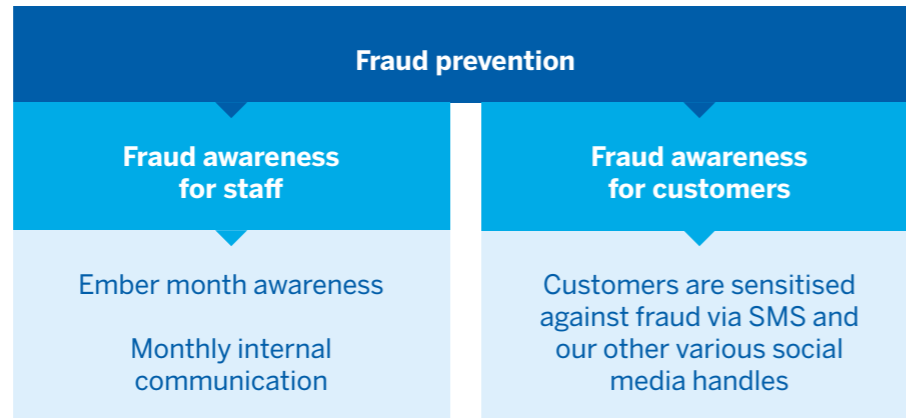 Fraud prevention
Fraud awareness
for staff
Ember month awareness
Monthly internal
communication
Fraud awareness
for customers
Customers are sensitised
against fraud via SMS and
our other various social
media handles